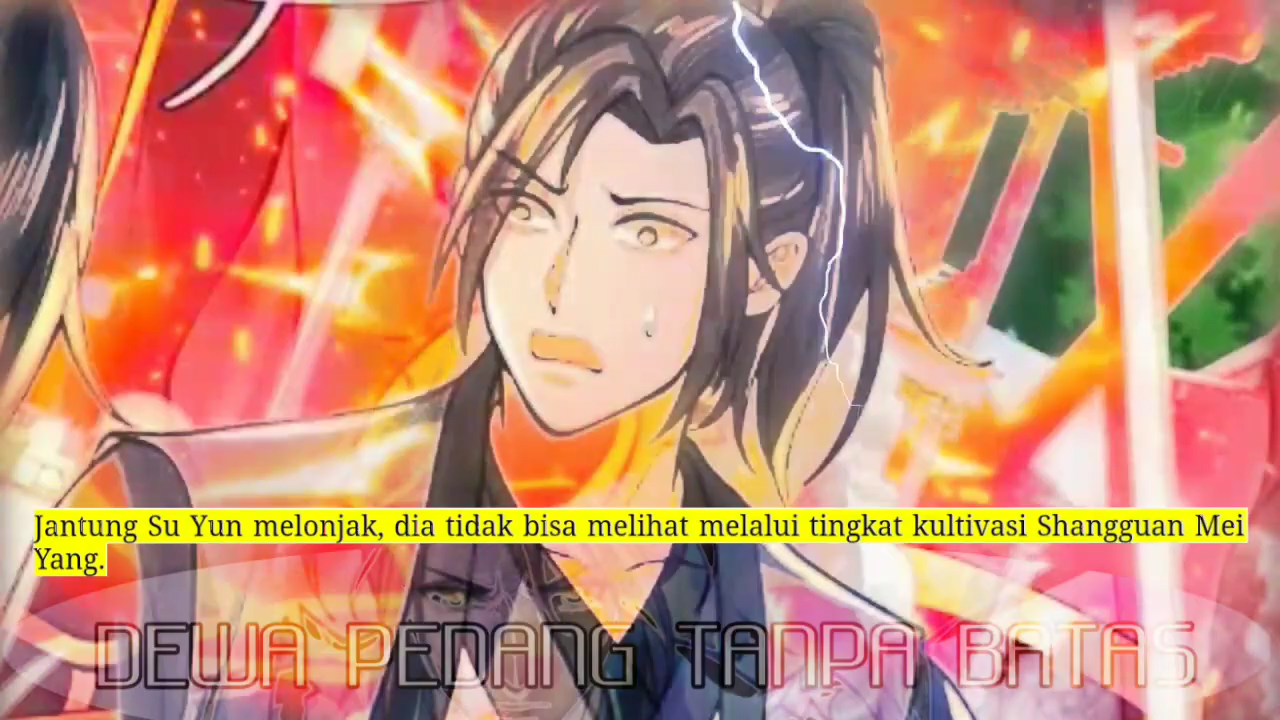 Jantung Su Yun melonjak, dia tidak bisa melihat melalui tingkat kultivasi Shangguan Mei
Yang.
DEWA PEDANG TANPA BATAS